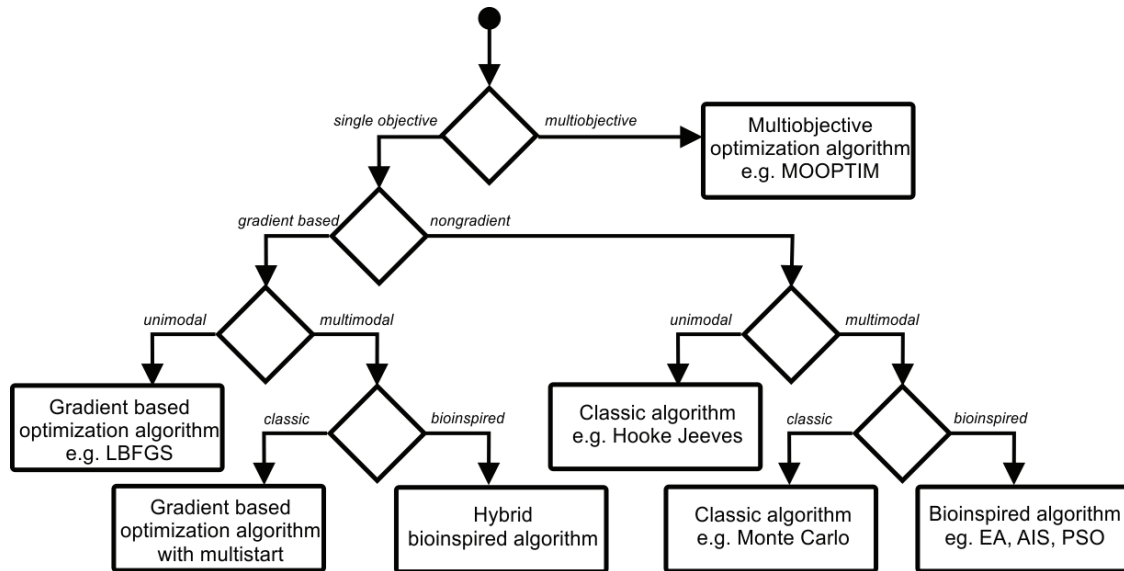 single objective
multiobjective
Multiobjective
optimization algorithm
e.g. MOOPTIM
gradient based
nongradient
unimodal
multimodal
unimodal
multimodal
Gradient based
optimization algorithm
e.g. LBFGS
classic
bioinspired
Classic algorithm
e.g. Hooke Jeeves
classic
bioinspired
Gradient based
optimization algorithm
with multistart
Hybrid
bioinspired algorithm
Classic algorithm
e.g. Monte Carlo
Bioinspired algorithm
eg. EA, AIS, PSO